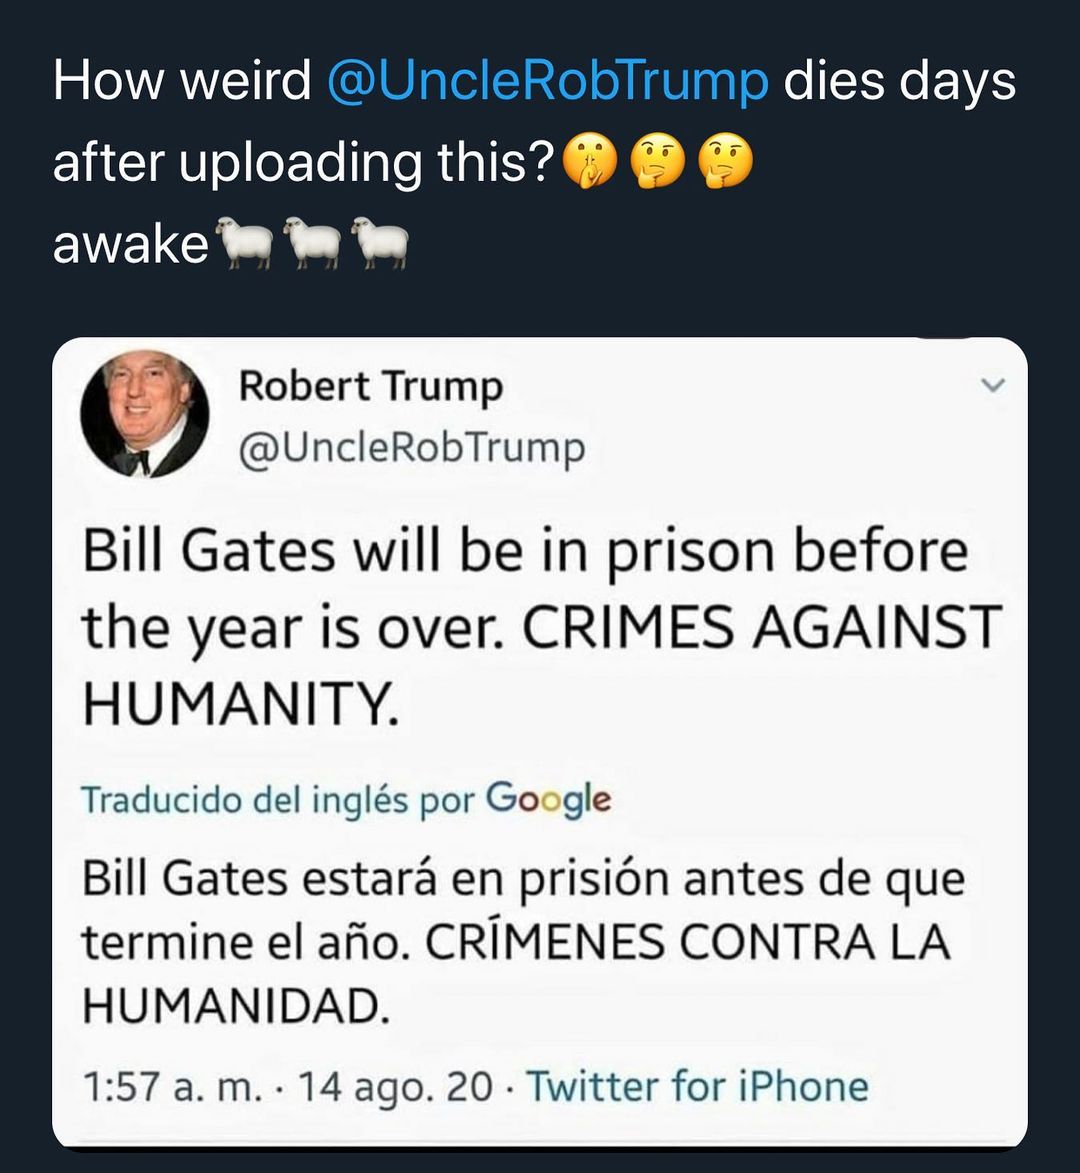 How weird @UncleRobTrump dies days
after uploading this?🤫🤔🤔
awake🐑🐑🐑
Robert Trump
@UncleRobTrump
Bill Gates will be in prison before
the year is over. CRIMES AGAINST
HUMANITY.
Traducido del inglés por Google
Bill Gates estará en prisión antes de que
termine el año. CRÍMENES CONTRA LA
HUMANIDAD.
1:57 a. m. · 14 ago. 20 · Twitter for iPhone